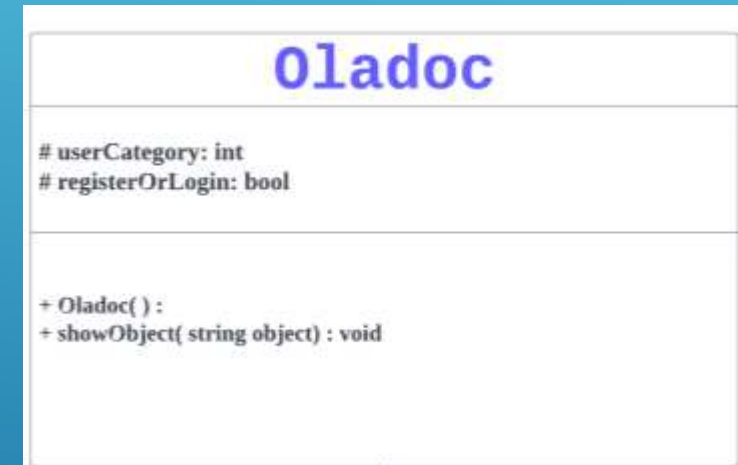 Oladoc
# userCategory: int
# registerOrLogin: bool
+ Oladoc( ) :
+ showObject( string object) : void